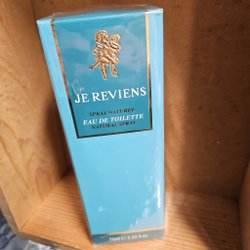 JE REVIENS
SPRAY NATUREL
EAU DE TOILETTE
NATURAL SPRAY